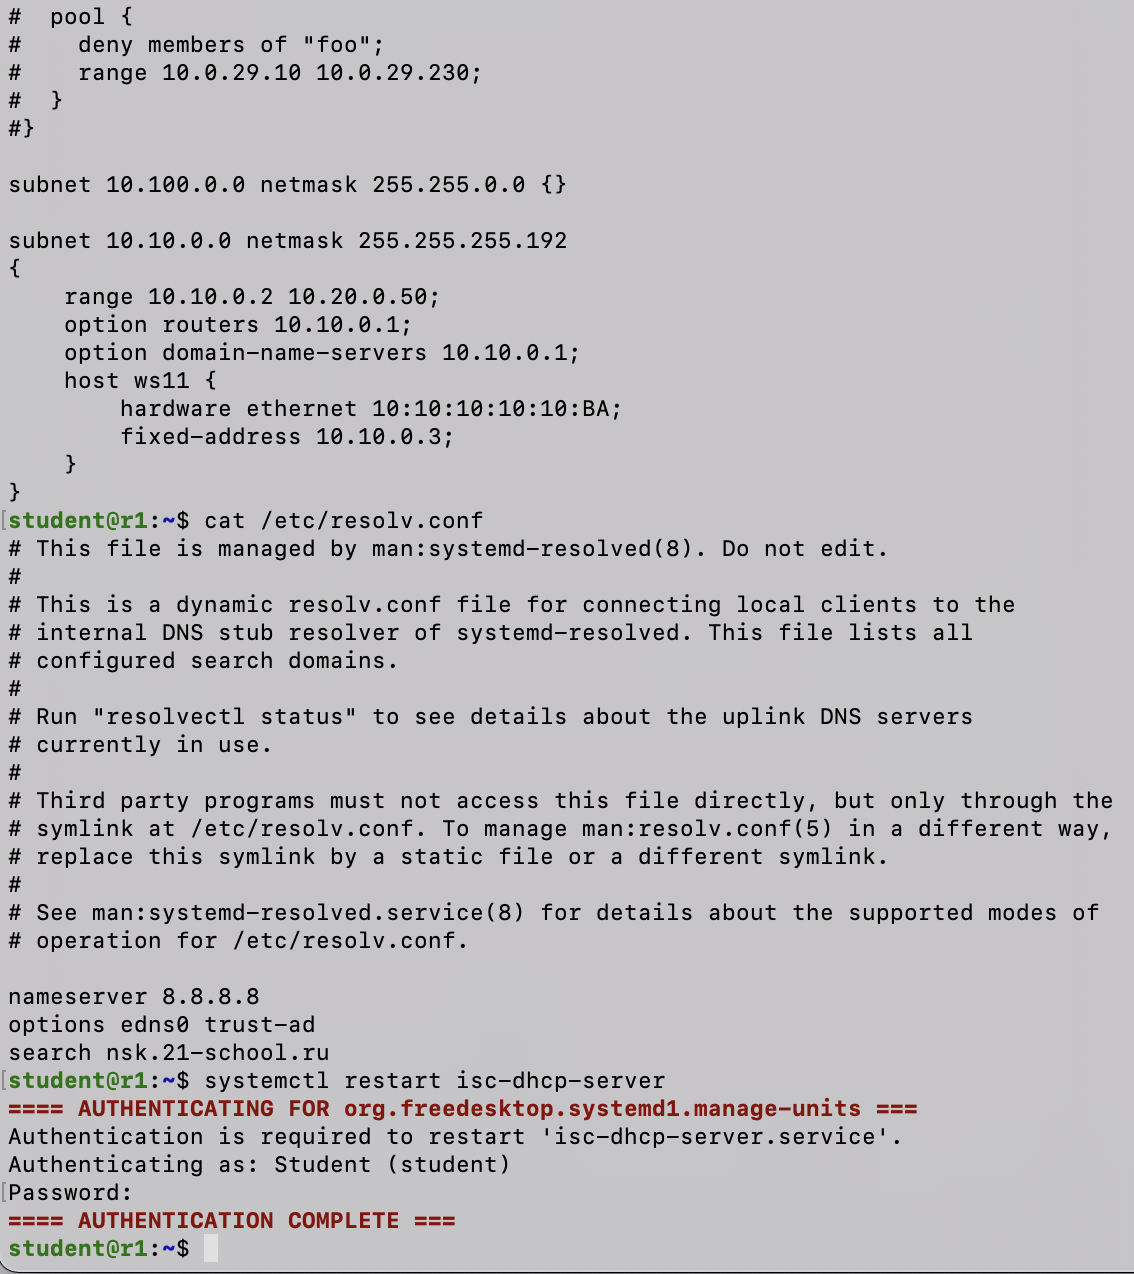 #  pool {
#    deny members of "foo";
#    range 10.0.29.10 10.0.29.230;
#  }
#}
subnet 10.100.0.0 netmask 255.255.0.0 {}
subnet 10.10.0.0 netmask 255.255.255.192
{
    range 10.10.0.2 10.20.0.50;
    option routers 10.10.0.1;
    option domain-name-servers 10.10.0.1;
    host ws11 {
        hardware ethernet 10:10:10:10:10:BA;
        fixed-address 10.10.0.3;
    }
}
[student@r1:~$ cat /etc/resolv.conf
# This file is managed by man:systemd-resolved(8). Do not edit.
#
# This is a dynamic resolv.conf file for connecting local clients to the
# internal DNS stub resolver of systemd-resolved. This file lists all
# configured search domains.
#
# Run "resolvectl status" to see details about the uplink DNS servers
# currently in use.
#
# Third party programs must not access this file directly, but only through the
# symlink at /etc/resolv.conf. To manage man:resolv.conf(5) in a different way,
# replace this symlink by a static file or a different symlink.
#
# See man:systemd-resolved.service(8) for details about the supported modes of
# operation for /etc/resolv.conf.
nameserver 8.8.8.8
options edns0 trust-ad
search nsk.21-school.ru
[student@r1:~$ systemctl restart isc-dhcp-server
==== AUTHENTICATING FOR org.freedesktop.systemd1.manage-units ===
Authentication is required to restart 'isc-dhcp-server.service'.
Authenticating as: Student (student)
[Password:
==== AUTHENTICATION COMPLETE ===
student@r1:~$